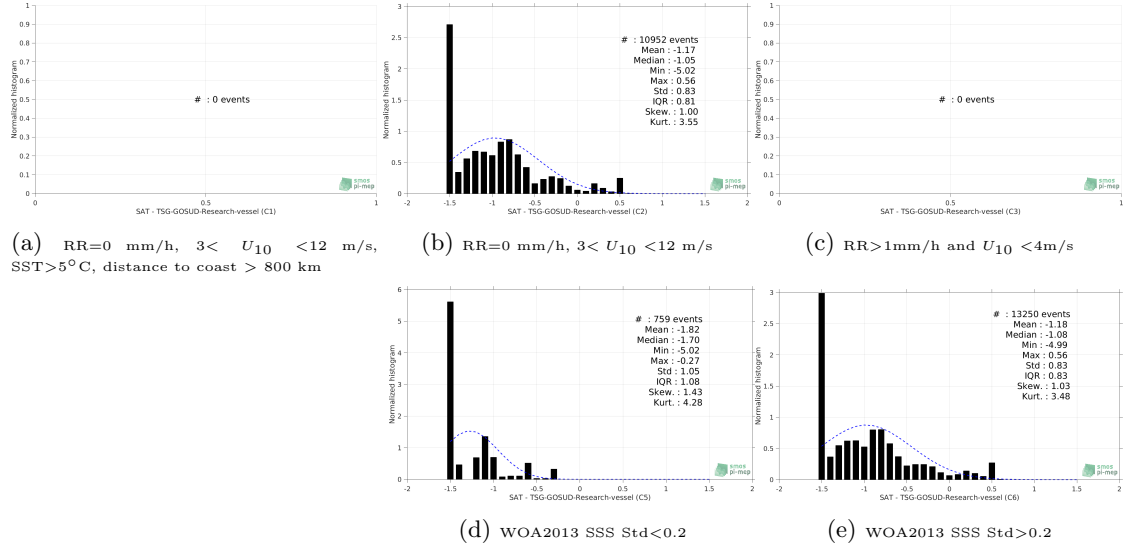 1
0.9
0.8
0.7
0.6
0.5
0.4
0.3
0.2
0.1
0
Normalized histogram
# : 0 events
smos
pi-mep
0 0.5 1
SAT - TSG-GOSUD-Research-vessel (C1)
(a) RR=0 mm/h, 3< U10 <12 m/s,
SST>5°C, distance to coast > 800 km
3
2.5
2
1.5
1
0.5
0
Normalized histogram
# : 10952 events
Mean : -1.17
Median : -1.05
Min : -5.02
Max : 0.56
Std : 0.83
IQR : 0.81
Skew. : 1.00
Kurt. : 3.55
smos
pi-mep
-2 -1.5 -1 -0.5 0 0.5 1 1.5 2
SAT - TSG-GOSUD-Research-vessel (C2)
(b) RR=0 mm/h, 3< U10 <12 m/s
1
0.9
0.8
0.7
0.6
0.5
0.4
0.3
0.2
0.1
0
Normalized histogram
# : 0 events
smos
pi-mep
0 0.5 1
SAT - TSG-GOSUD-Research-vessel (C3)
(c) RR>1mm/h and U10 <4m/s
6
5
4
3
2
1
0
Normalized histogram
# : 759 events
Mean : -1.82
Median : -1.70
Min : -5.02
Max : -0.27
Std : 1.05
IQR : 1.08
Skew. : 1.43
Kurt. : 4.28
smos
pi-mep
-2 -1.5 -1 -0.5 0 0.5 1 1.5 2
SAT - TSG-GOSUD-Research-vessel (C5)
(d) WOA2013 SSS Std<0.2
3
2.5
2
1.5
1
0.5
0
Normalized histogram
# : 13250 events
Mean : -1.18
Median : -1.08
Min : -4.99
Max : 0.56
Std : 0.83
IQR : 0.83
Skew. : 1.03
Kurt. : 3.48
smos
pi-mep
-2 -1.5 -1 -0.5 0 0.5 1 1.5 2
SAT - TSG-GOSUD-Research-vessel (C6)
(e) WOA2013 SSS Std>0.2